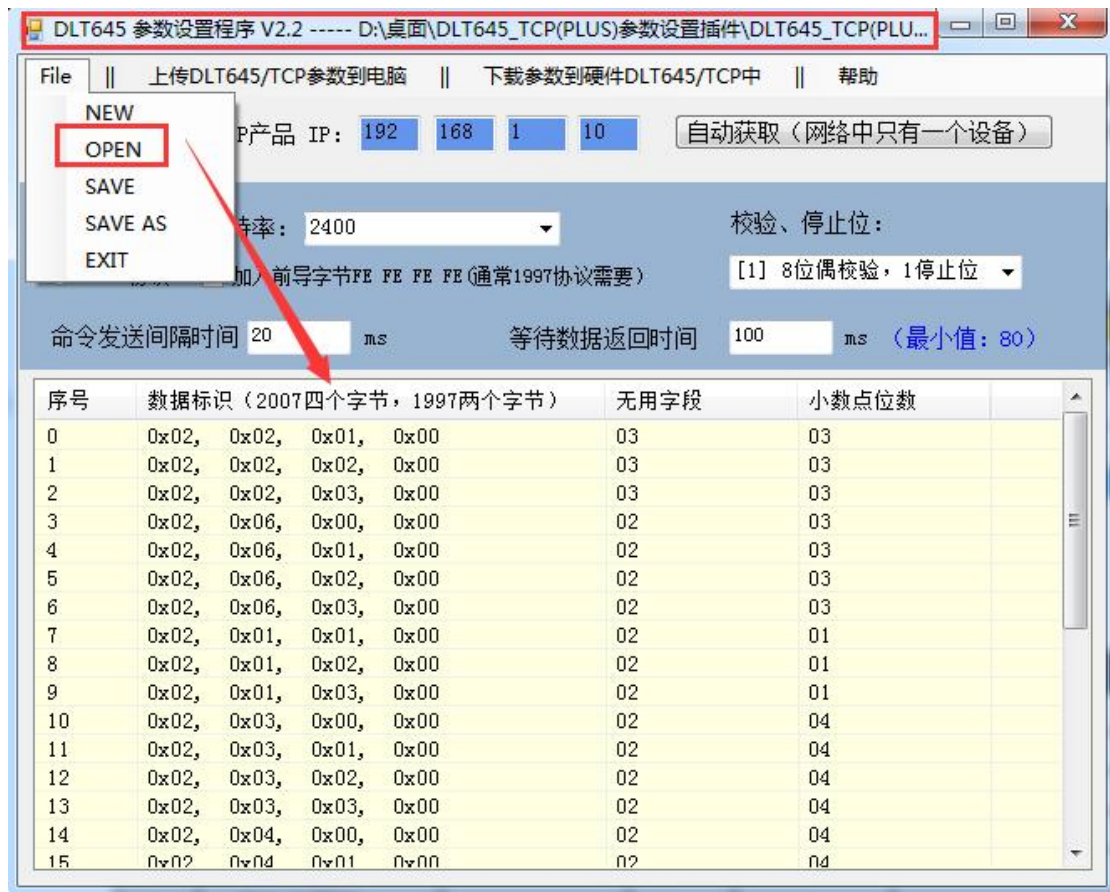 DLT645 参数设置程序 V2.2 ----- D:\桌面\DLT645_TCP(PLUS)参数设置插件\DLT645_TCP(PLU...
File || 上传DLT645/TCP参数到电脑 || 下载参数到硬件DLT645/TCP中 || 帮助
NEW
OPEN
SAVE
SAVE AS
EXIT
P产品 IP: 192 168 1 10 自动获取（网络中只有一个设备）
特率: 2400 校验、停止位:
加入前导字节FE FE FE FE(通常1997协议需要) [1] 8位偶校验，1停止位
命令发送间隔时间 20 ms 等待数据返回时间 100 ms （最小值: 80）
序号 数据标识（2007四个字节，1997两个字节） 无用字段 小数点位数
0 0x02, 0x02, 0x01, 0x00 03 03
1 0x02, 0x02, 0x02, 0x00 03 03
2 0x02, 0x02, 0x03, 0x00 03 03
3 0x02, 0x06, 0x00, 0x00 02 03
4 0x02, 0x06, 0x01, 0x00 02 03
5 0x02, 0x06, 0x02, 0x00 02 03
6 0x02, 0x06, 0x03, 0x00 02 03
7 0x02, 0x01, 0x01, 0x00 02 01
8 0x02, 0x01, 0x02, 0x00 02 01
9 0x02, 0x01, 0x03, 0x00 02 01
10 0x02, 0x03, 0x00, 0x00 02 04
11 0x02, 0x03, 0x01, 0x00 02 04
12 0x02, 0x03, 0x02, 0x00 02 04
13 0x02, 0x03, 0x03, 0x00 02 04
14 0x02, 0x04, 0x00, 0x00 02 04
15 0x02 0x04 0x01 0x00 02 04